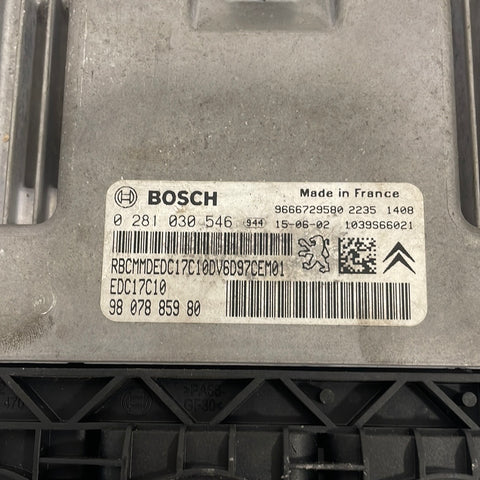 BOSCH
Made in France
9666729580 2235 1408
0 281 030 546 944 15-06-02 1039S66021
RBCMMDEDC17C10DV6D97CEM01
EDC17C10
98 078 859 80